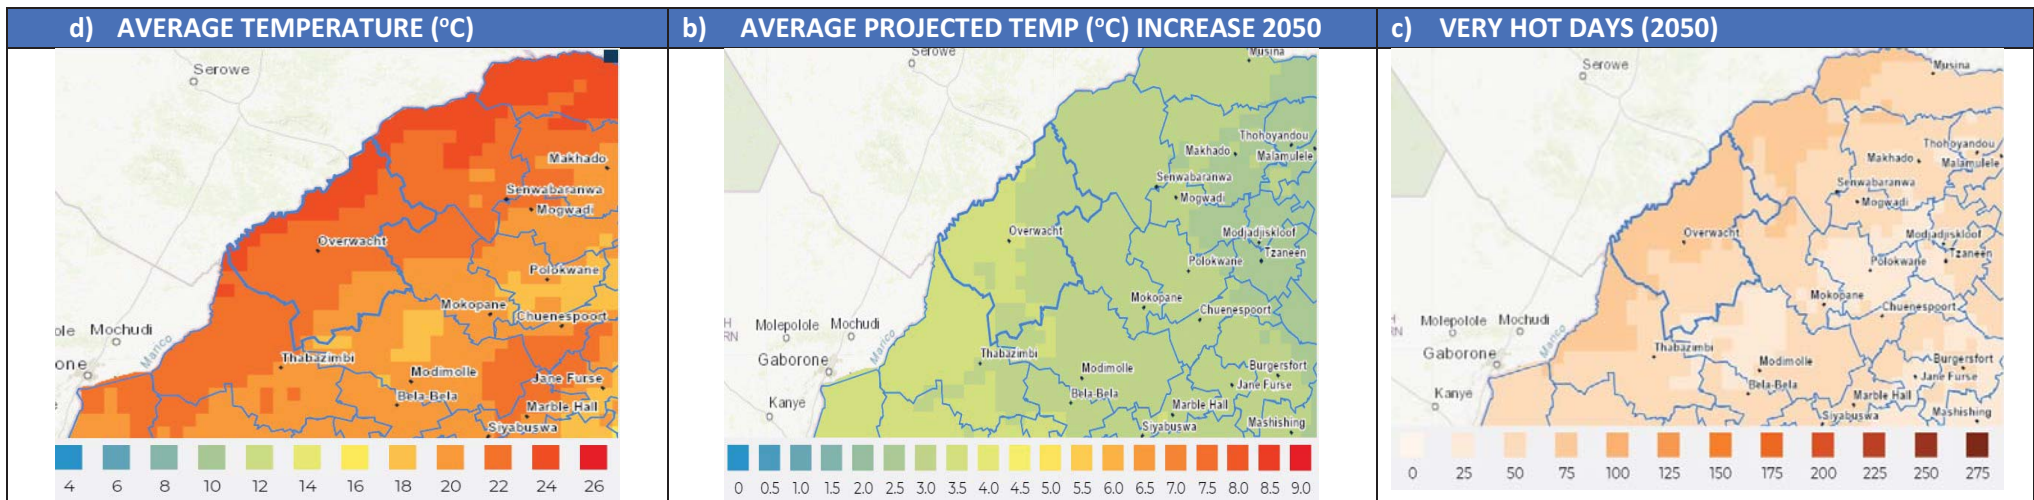 d) AVERAGE TEMPERATURE (°C)
Serowe
Makhado
Senwabaranwa
Mogwadi
Overwacht
Polokwane
Mokopane
Chuenespoort
ole Mochudi
Marico
one
Thabazimbi
Modimolle
Jane Furse
Bela-Bela
Marble Hall
Siyabuswa
4 6 8 10 12 14 16 18 20 22 24 26
b) AVERAGE PROJECTED TEMP (°C) INCREASE 2050
Serowe
Musina
Thohoyandou
Makhado
Malamulele
Senwabaranwa
Mogwadi
Overwacht
Modjadjiskloof
Tzaneen
Polokwane
Mokopane
Chuenespoort
H
RN
Molepolole Mochudi
Marico
Gaborone
Thabazimbi
Modimolle
Burgersfort
Jane Furse
Bela-Bela
Kanye
Marble Hall
Mashishing
Siyabuswa
0 0.5 1.0 1.5 2.0 2.5 3.0 3.5 4.0 4.5 5.0 5.5 6.0 6.5 7.0 7.5 8.0 8.5 9.0
c) VERY HOT DAYS (2050)
Serowe
Musina
Thohoyandou
Makhado
Malamulele
Senwabaranwa
Mogwadi
Overwacht
Modjadjiskloof
Tzaneen
Polokwane
Mokopane
Chuenespoort
H
RN
Molepolole Mochudi
Marico
Gaborone
Thabazimbi
Modimolle
Burgersfort
Jane Furse
Bela-Bela
Kanye
Marble Hall
Mashishing
Siyabuswa
0 25 50 75 100 125 150 175 200 225 250 275